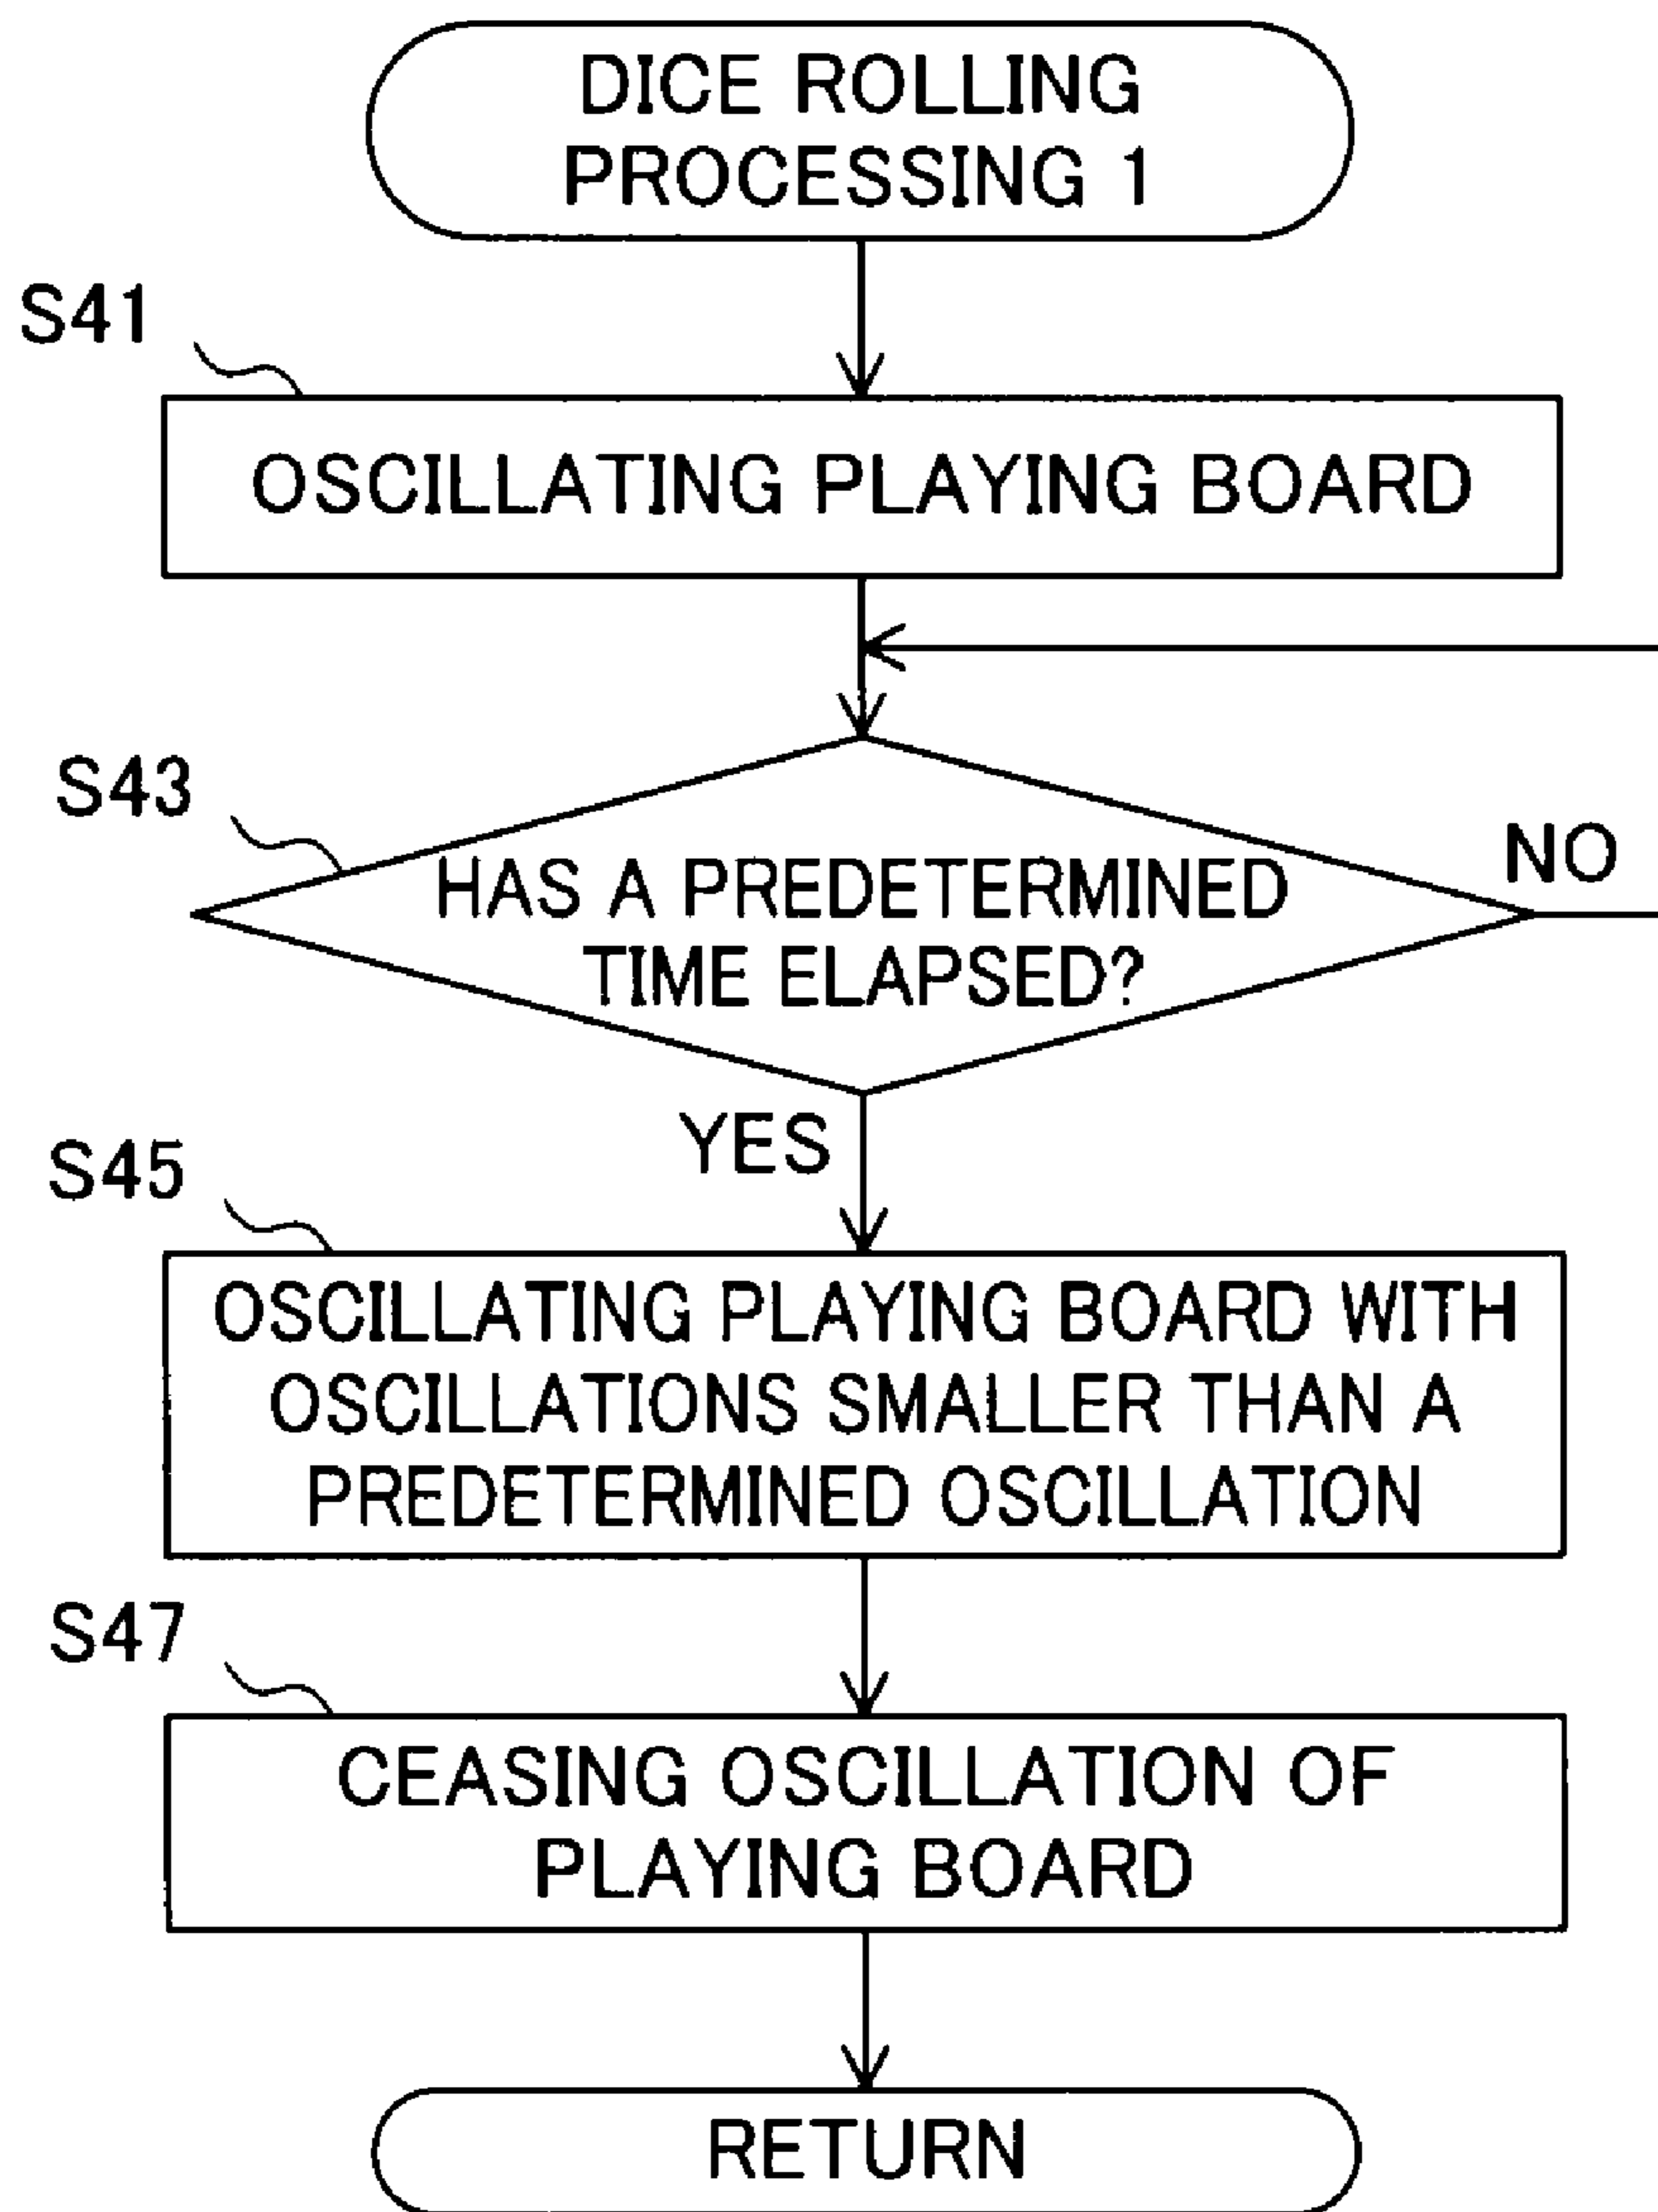 DICE ROLLING
PROCESSING 1
S41
OSCILLATING PLAYING BOARD
S43
HAS A PREDETERMINED
TIME ELAPSED?
NO
YES
S45
OSCILLATING PLAYING BOARD WITH
OSCILLATIONS SMALLER THAN A
PREDETERMINED OSCILLATION
S47
CEASING OSCILLATION OF
PLAYING BOARD
RETURN